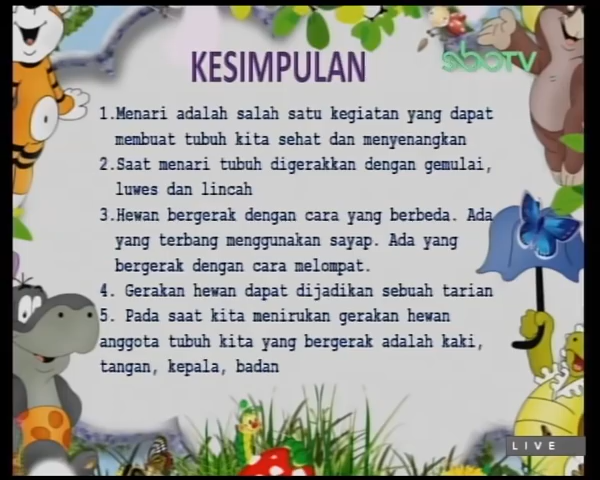 KESIMPULAN
sboTV
1.Menari adalah salah satu kegiatan yang dapat
membuat tubuh kita sehat dan menyenangkan
2.Saat menari tubuh digerakkan dengan gemulai,
luwes dan lincah
3.Hewan bergerak dengan cara yang berbeda. Ada
yang terbang menggunakan sayap. Ada yang
bergerak dengan cara melompat.
4. Gerakan hewan dapat dijadikan sebuah tarian
5. Pada saat kita menirukan gerakan hewan
anggota tubuh kita yang bergerak adalah kaki,
tangan, kepala, badan
LIVE